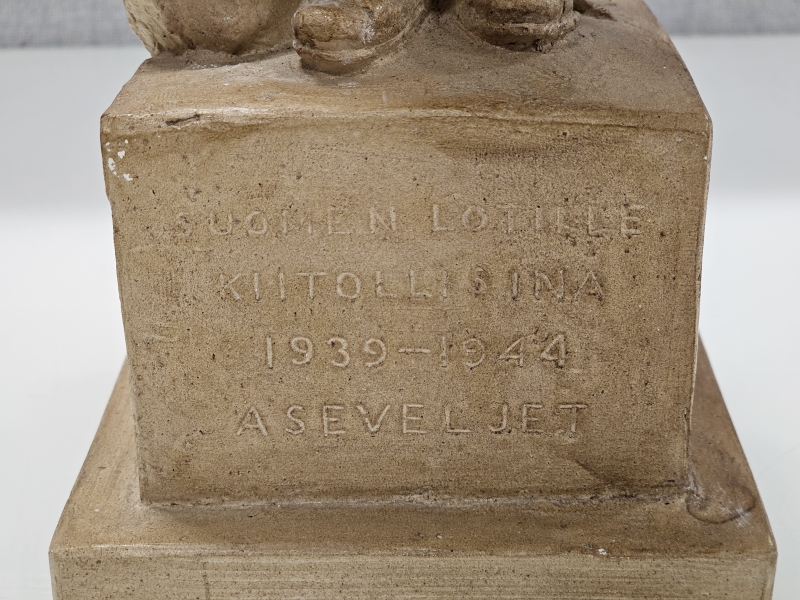 SUOMEN LOTILLE
KIITOLLISINA
1939-1944
ASEVELJET